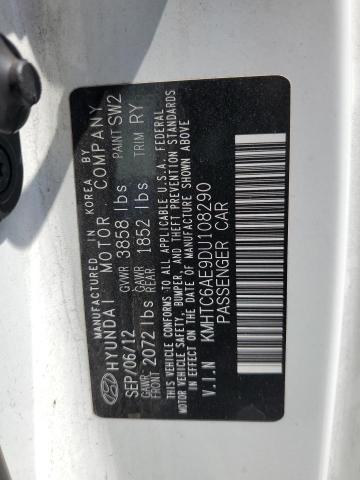 MANUFACTURED IN KOREA BY
HYUNDAI MOTOR COMPANY
SEP/06/12 GVWR 3858 lbs PAINT SW2
GAWR FRONT 2072 lbs GAWR REAR 1852 lbs TRIM RY
THIS VEHICLE CONFORMS TO ALL APPLICABLE U.S.A. FEDERAL
MOTOR VEHICLE SAFETY, BUMPER, AND THEFT PREVENTION
STANDARDS IN EFFECT ON THE DATE OF MANUFACTURE SHOWN ABOVE
V.I.N KMHTC6AE9DU108290
PASSENGER CAR